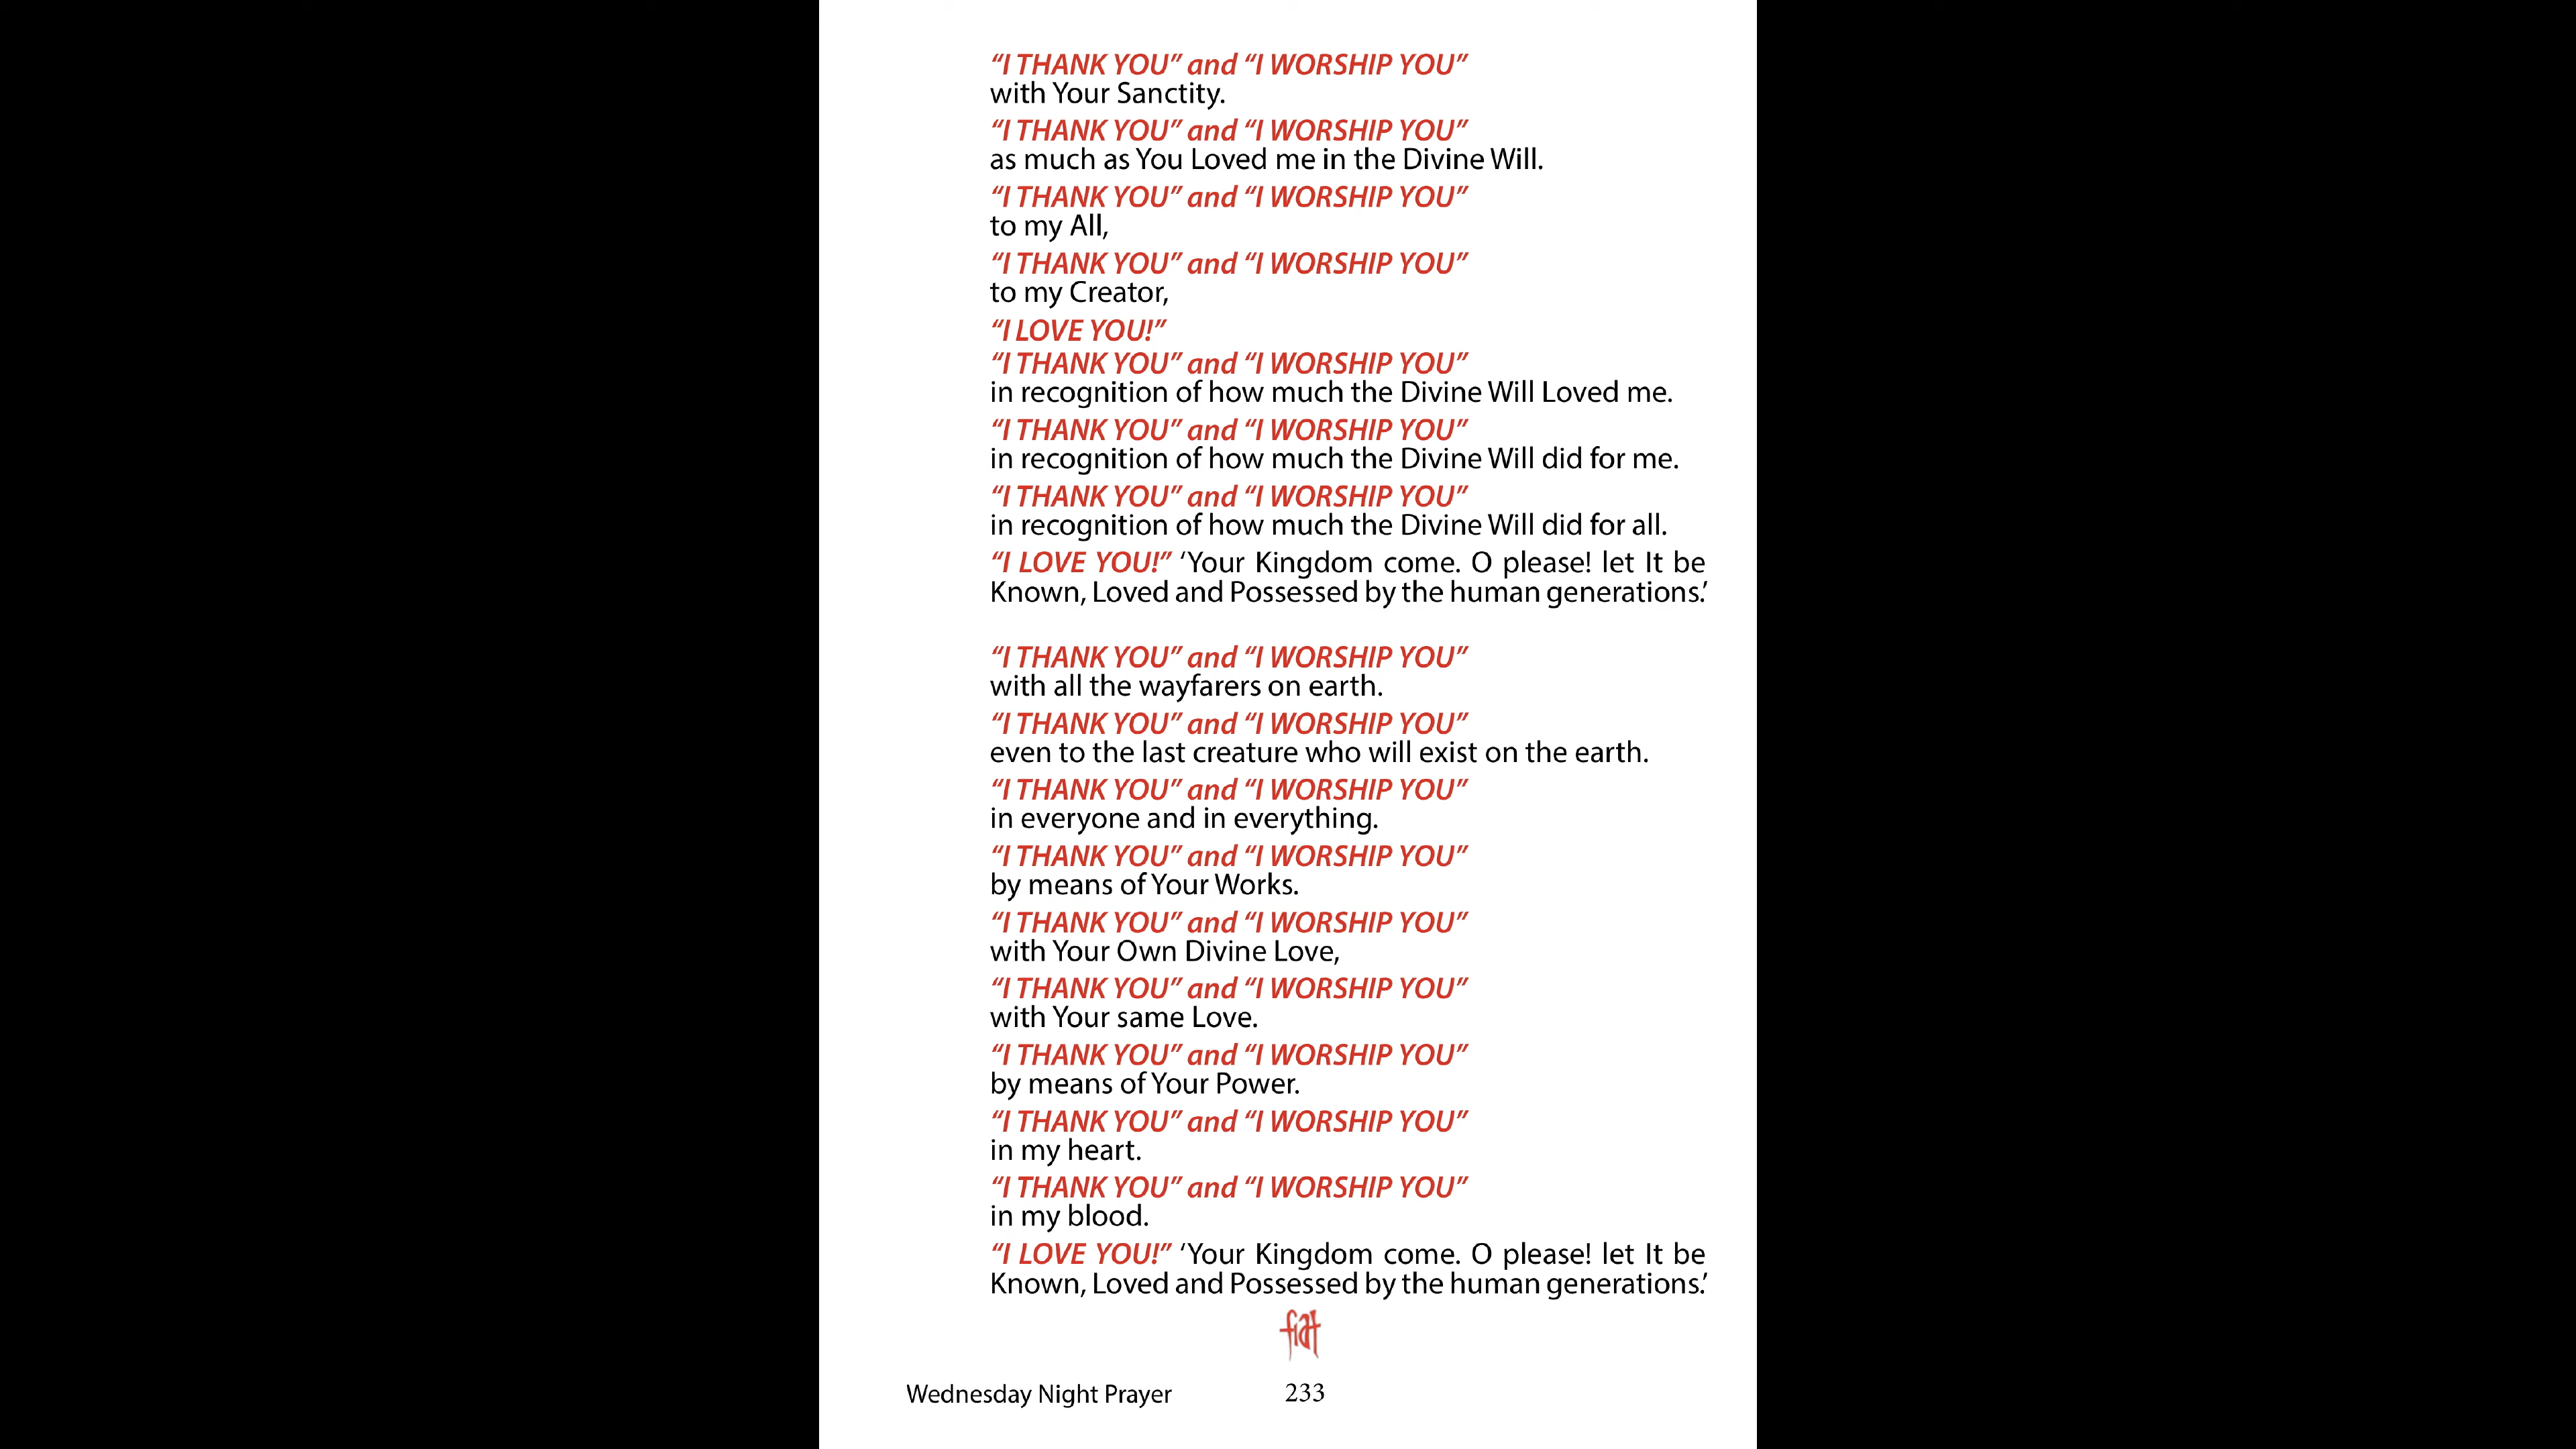 “I THANK YOU” and “I WORSHIP YOU”
with Your Sanctity.
“I THANK YOU” and “I WORSHIP YOU”
as much as You Loved me in the Divine Will.
“I THANK YOU” and “I WORSHIP YOU”
to my All,
“I THANK YOU” and “I WORSHIP YOU”
to my Creator,
“I LOVE YOU!”
“I THANK YOU” and “I WORSHIP YOU”
in recognition of how much the Divine Will Loved me.
“I THANK YOU” and “I WORSHIP YOU”
in recognition of how much the Divine Will did for me.
“I THANK YOU” and “I WORSHIP YOU”
in recognition of how much the Divine Will did for all.
“I LOVE YOU!” ‘Your Kingdom come. O please! let It be
Known, Loved and Possessed by the human generations.’
“I THANK YOU” and “I WORSHIP YOU”
with all the wayfarers on earth.
“I THANK YOU” and “I WORSHIP YOU”
even to the last creature who will exist on the earth.
“I THANK YOU” and “I WORSHIP YOU”
in everyone and in everything.
“I THANK YOU” and “I WORSHIP YOU”
by means of Your Works.
“I THANK YOU” and “I WORSHIP YOU”
with Your Own Divine Love,
“I THANK YOU” and “I WORSHIP YOU”
with Your same Love.
“I THANK YOU” and “I WORSHIP YOU”
by means of Your Power.
“I THANK YOU” and “I WORSHIP YOU”
in my heart.
“I THANK YOU” and “I WORSHIP YOU”
in my blood.
“I LOVE YOU!” ‘Your Kingdom come. O please! let It be
Known, Loved and Possessed by the human generations.’
fiat
Wednesday Night Prayer 233